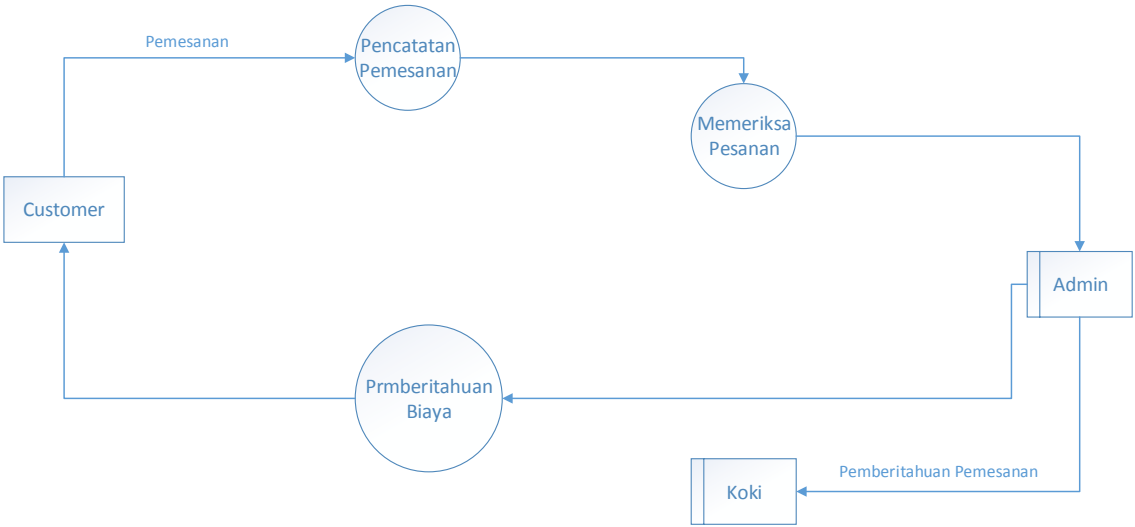 Pemesanan
Pencatatan
Pemesanan
Memeriksa
Pesanan
Customer
Admin
Prmberitahuan
Biaya
Pemberitahuan Pemesanan
Koki